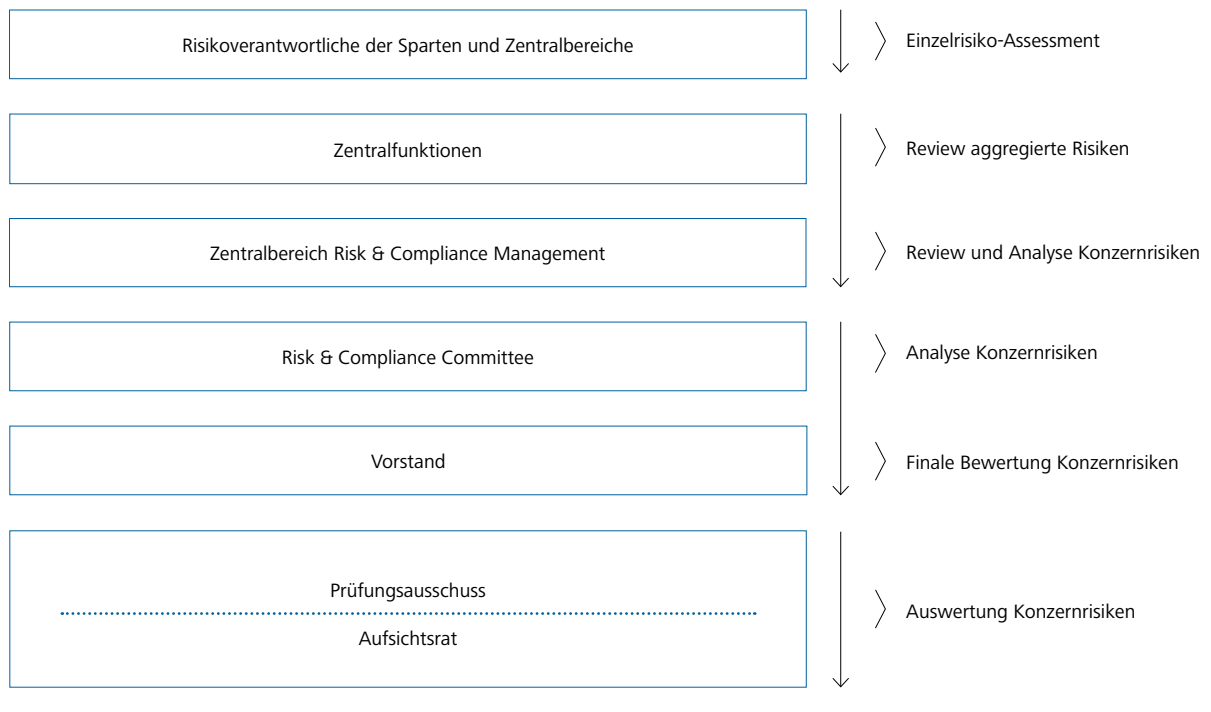 Risikoverantwortliche der Sparten und Zentralbereiche
Einzelrisiko-Assessment
Zentralfunktionen
Review aggregierte Risiken
Zentralbereich Risk & Compliance Management
Review und Analyse Konzernrisiken
Risk & Compliance Committee
Analyse Konzernrisiken
Vorstand
Finale Bewertung Konzernrisiken
Prüfungsausschuss
Aufsichtsrat
Auswertung Konzernrisiken